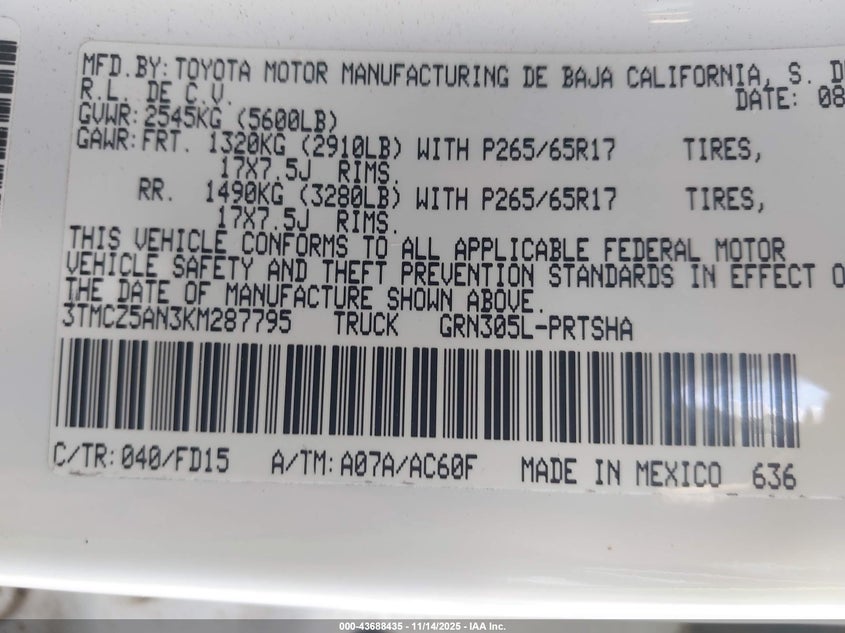 MFD.BY:TOYOTA MOTOR MANUFACTURING DE BAJA CALIFORNIA, S. D
R.L. DE C.V. DATE: 08
GVWR:2545KG (5600LB)
GAWR:FRT. 1320KG (2910LB) WITH P265/65R17 TIRES,
17X7.5J RIMS.
RR. 1490KG (3280LB) WITH P265/65R17 TIRES,
17X7.5J RIMS.
THIS VEHICLE CONFORMS TO ALL APPLICABLE FEDERAL MOTOR
VEHICLE SAFETY AND THEFT PREVENTION STANDARDS IN EFFECT O
THE DATE OF MANUFACTURE SHOWN ABOVE.
3TMCZ5AN3KM287795 TRUCK GRN305L-PRTSHA
C/TR:040/FD15 A/TM:A07A/AC60F MADE IN MEXICO 636
000-43688435 - 11/14/2025 - IAA Inc.